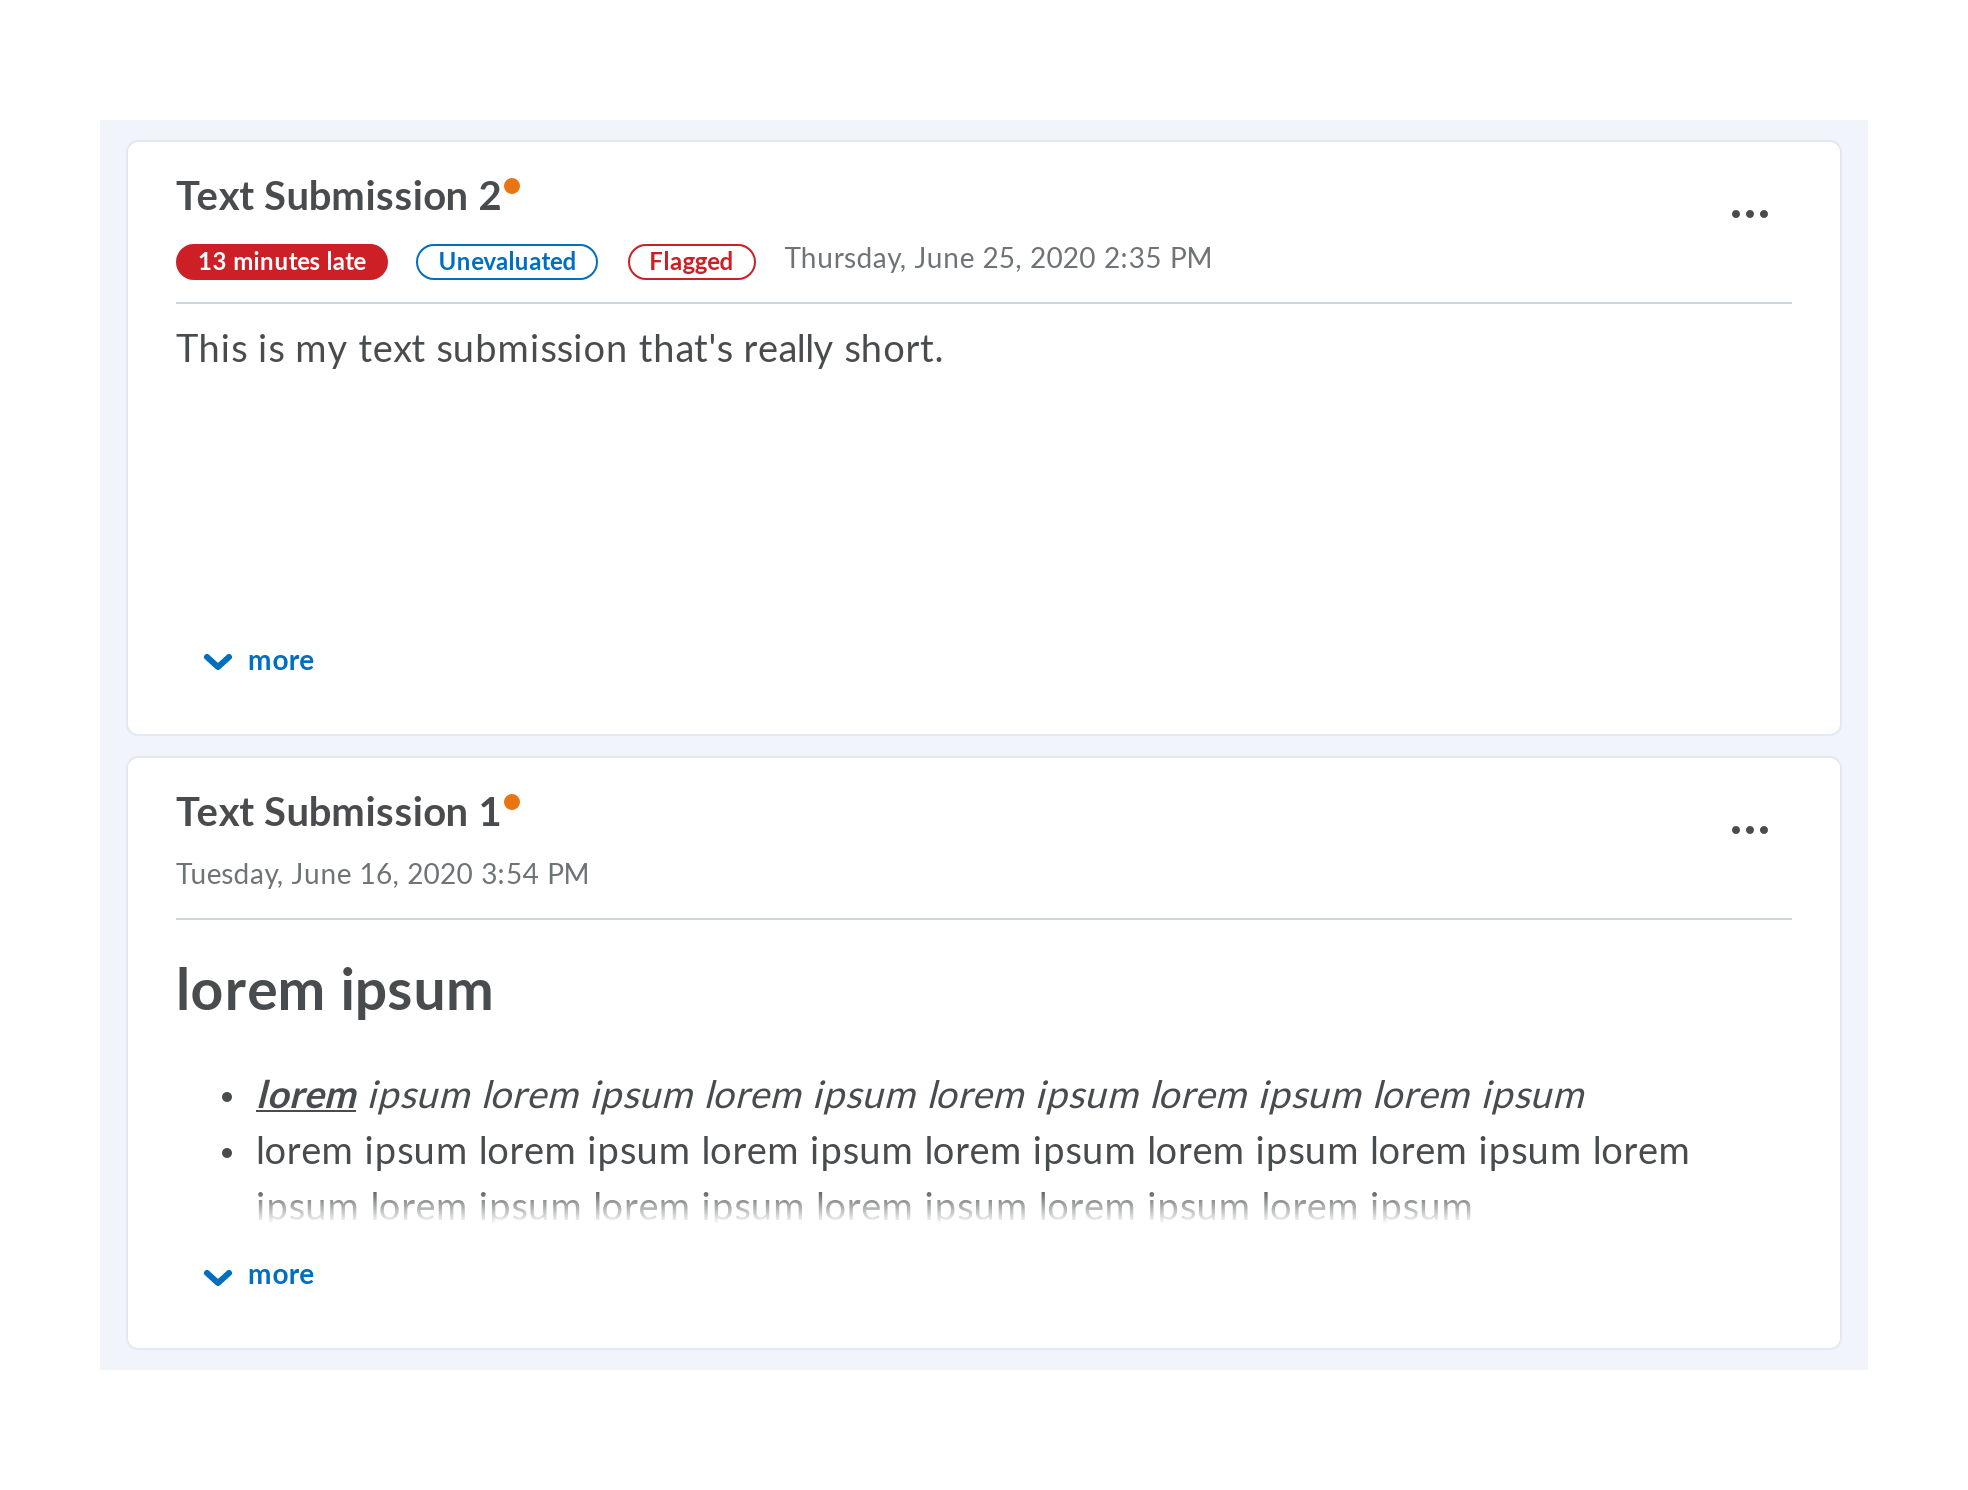 Text Submission 2
13 minutes late Unevaluated Flagged Thursday, June 25, 2020 2:35 PM
This is my text submission that's really short.
more
Text Submission 1
Tuesday, June 16, 2020 3:54 PM
lorem ipsum
• lorem ipsum lorem ipsum lorem ipsum lorem ipsum lorem ipsum lorem ipsum
• lorem ipsum lorem ipsum lorem ipsum lorem ipsum lorem ipsum lorem ipsum lorem
ipsum lorem ipsum lorem ipsum lorem ipsum lorem ipsum lorem ipsum
more